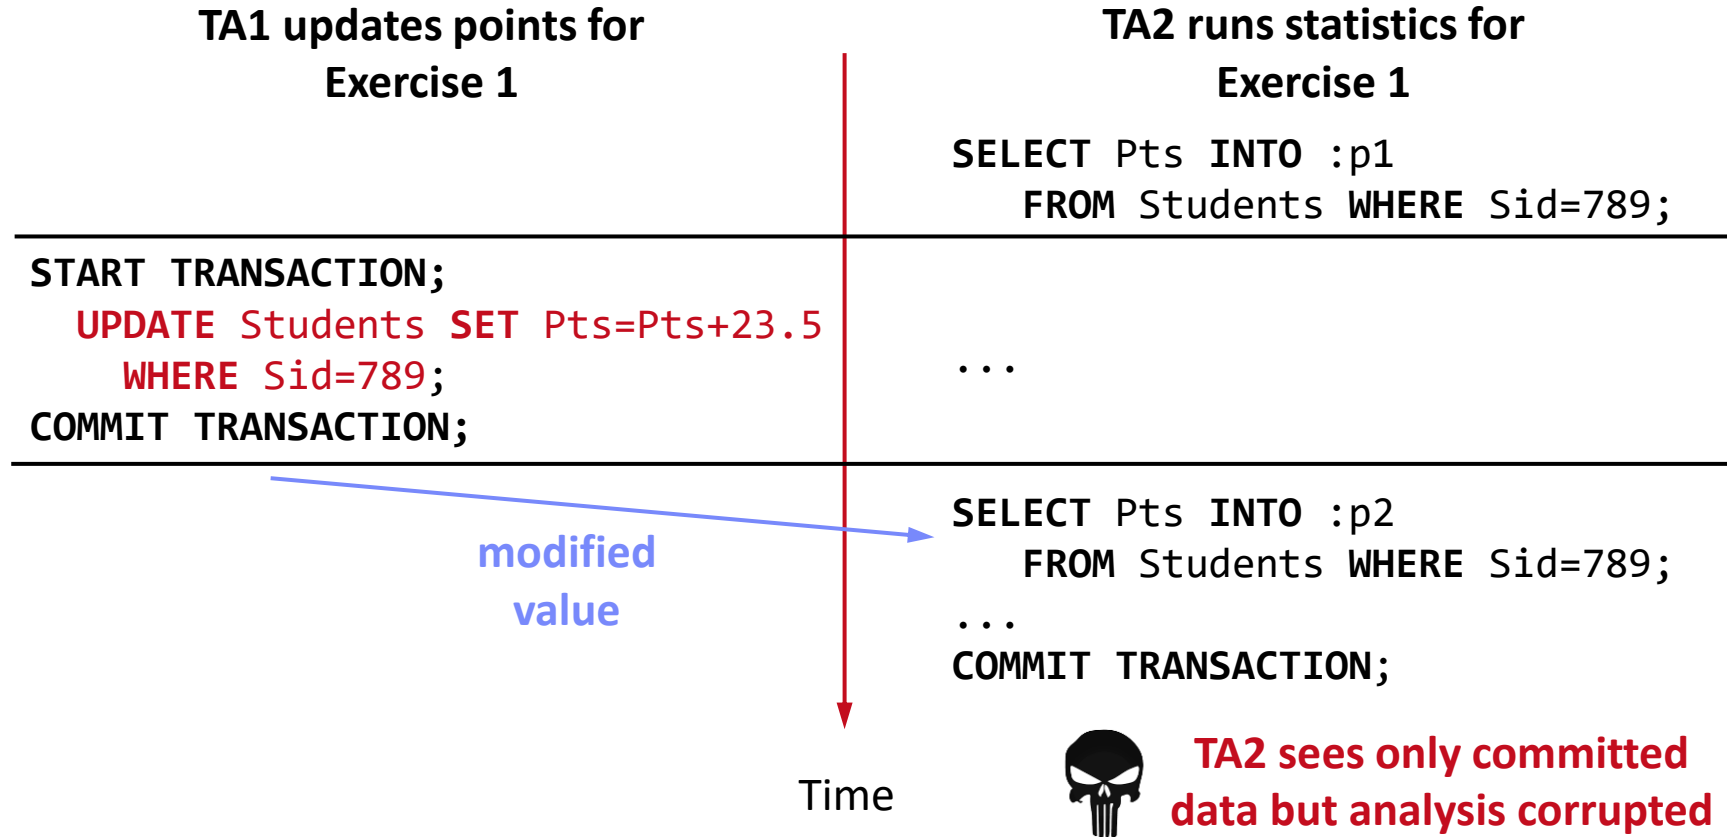 TA1 updates points for
Exercise 1
TA2 runs statistics for
Exercise 1
SELECT Pts INTO :p1
FROM Students WHERE Sid=789;
START TRANSACTION;
UPDATE Students SET Pts=Pts+23.5
WHERE Sid=789;
COMMIT TRANSACTION;
...
modified
value
SELECT Pts INTO :p2
FROM Students WHERE Sid=789;
...
COMMIT TRANSACTION;
Time
TA2 sees only committed
data but analysis corrupted